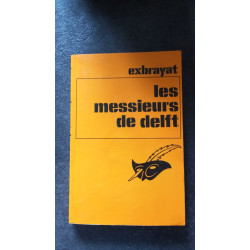 exbrayat
les
messieurs
de delft